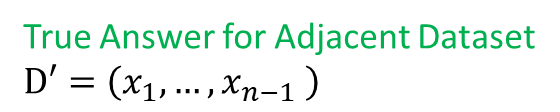 True Answer for Adjacent Dataset
D′ = (𝑥₁, … , 𝑥ₙ₋₁ )